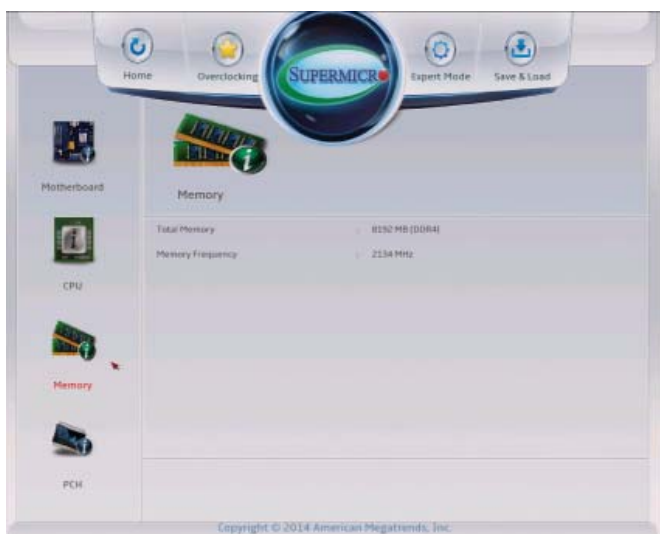 Home
Overclocking
SUPERMICR
Expert Mode
Save & Load
Motherboard
CPU
Memory
PCH
Memory
Total Memory : 8192 MB (DDR4)
Memory Frequency : 2134 MHz
Copyright © 2014 American Megatrends, Inc.